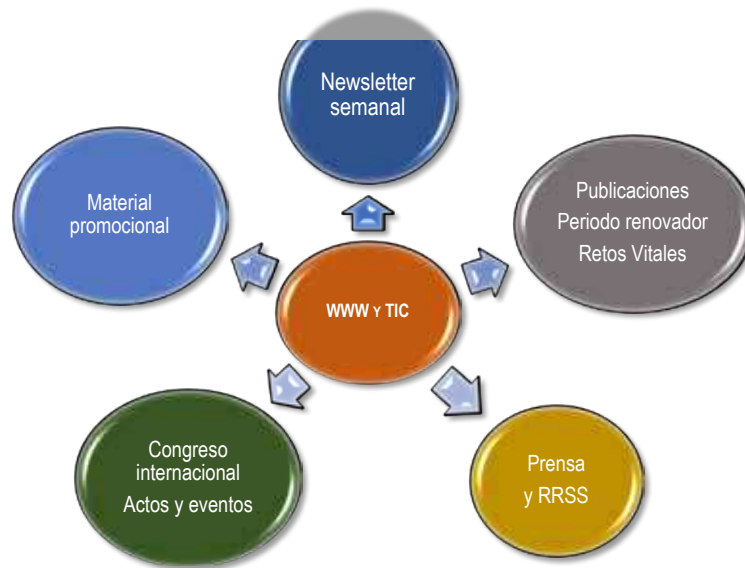 Newsletter
semanal
Material
promocional
Publicaciones
Periodo renovador
Retos Vitales
WWW Y TIC
Congreso
internacional
Actos y eventos
Prensa
y RRSS